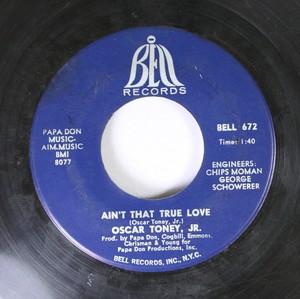 BELL
RECORDS
PAPA DON
MUSIC-
AIM.MUSIC
BMI
8077
BELL 672
Time:1:40
ENGINEERS:
CHIPS MOMAN
GEORGE
SCHOWERER
AIN'T THAT TRUE LOVE
(Oscar Toney, Jr.)
OSCAR TONEY, JR.
Prod. by Papa Don, Cogbill, Emmons,
Chrisman & Young for
Papa Don Productions, Inc.
BELL RECORDS, INC., N.Y.C.